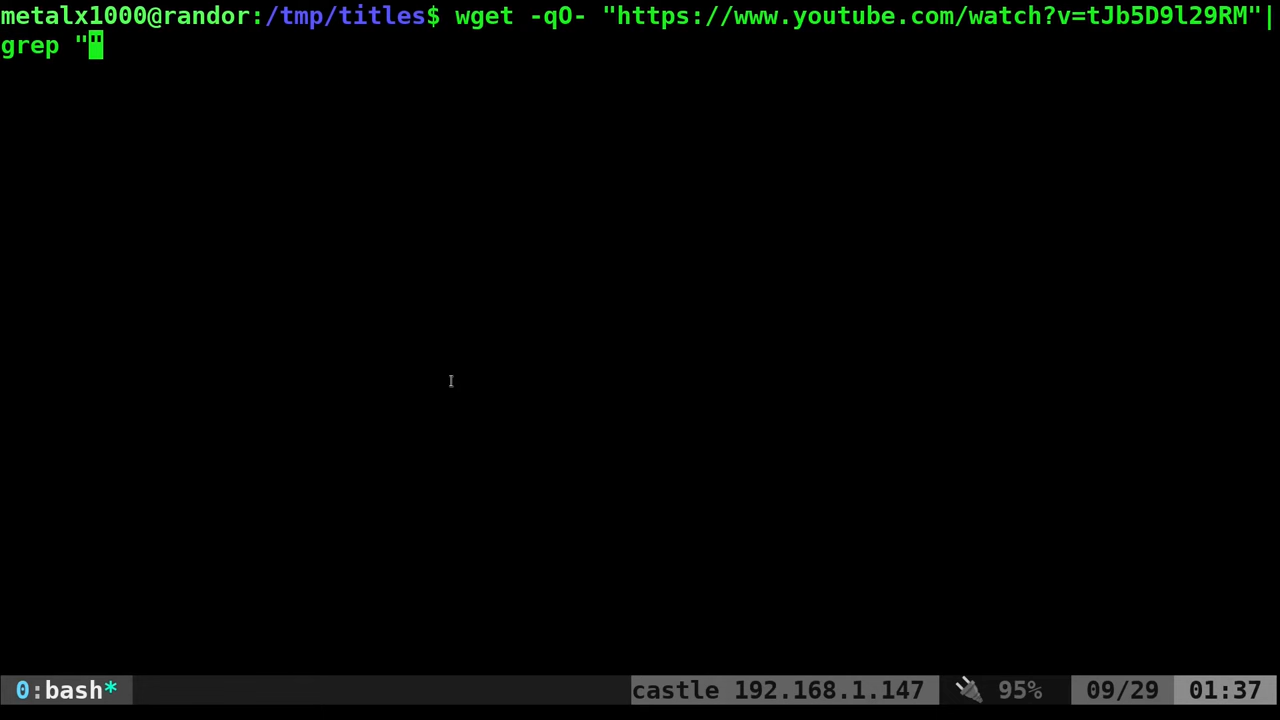 metalx1000@randor:/tmp/titles$ wget -qO- "https://www.youtube.com/watch?v=tJb5D9l29RM"|
grep ""
0:bash* castle 192.168.1.147 🔌 95% 09/29 01:37